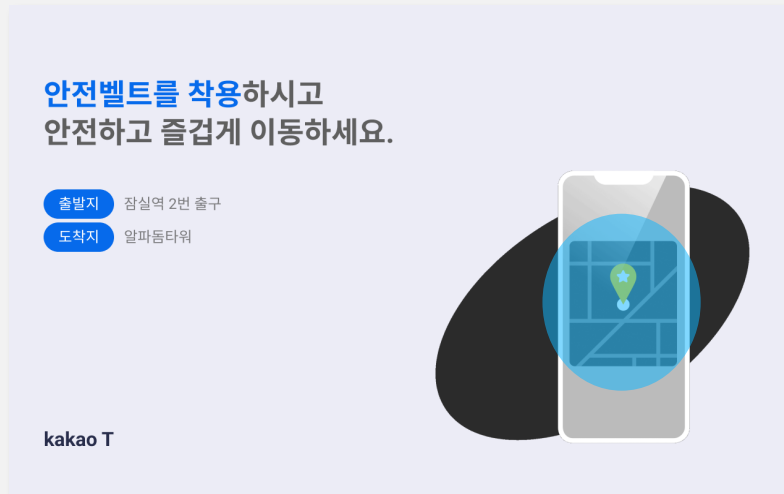 안전벨트를 착용하시고
안전하고 즐겁게 이동하세요.
출발지 잠실역 2번 출구
도착지 알파돔타워
kakao T